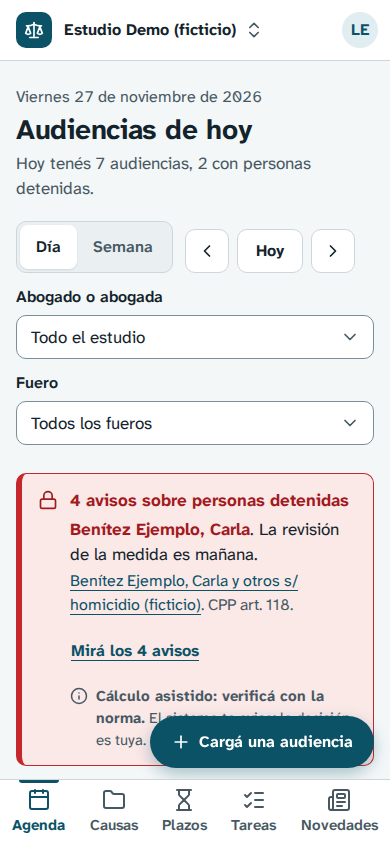 Estudio Demo (ficticio)
LE
Viernes 27 de noviembre de 2026
Audiencias de hoy
Hoy tenés 7 audiencias, 2 con personas
detenidas.
Día
Semana
Hoy
Abogado o abogada
Todo el estudio
Fuero
Todos los fueros
4 avisos sobre personas detenidas
Benítez Ejemplo, Carla. La revisión
de la medida es mañana.
Benítez Ejemplo, Carla y otros s/
homicidio (ficticio). CPP art. 118.
Mirá los 4 avisos
Cálculo asistido: verificá con la
norma. El
es tuya.
Cargá una audiencia
Agenda
Causas
Plazos
Tareas
Novedades